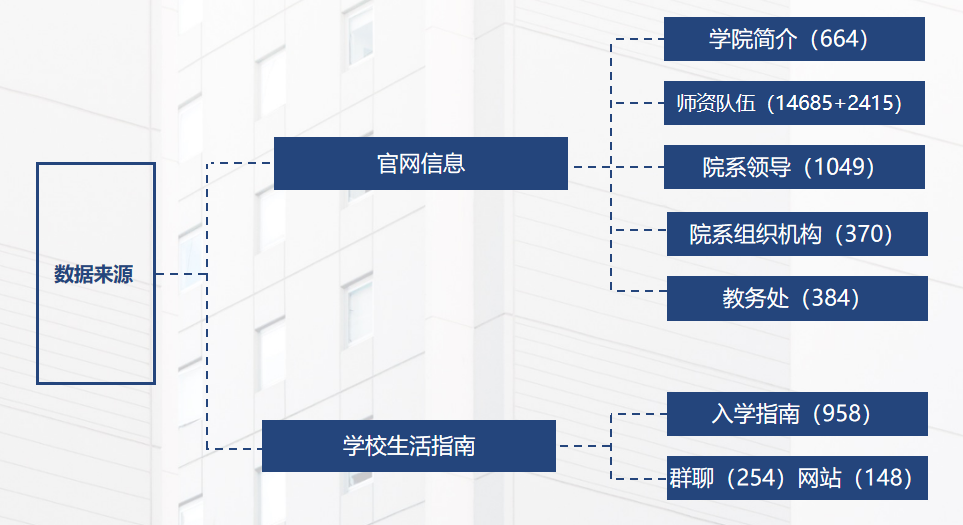 数据来源
官网信息
学院简介（664）
师资队伍（14685+2415）
院系领导（1049）
院系组织机构（370）
教务处（384）
学校生活指南
入学指南（958）
群聊（254）网站（148）